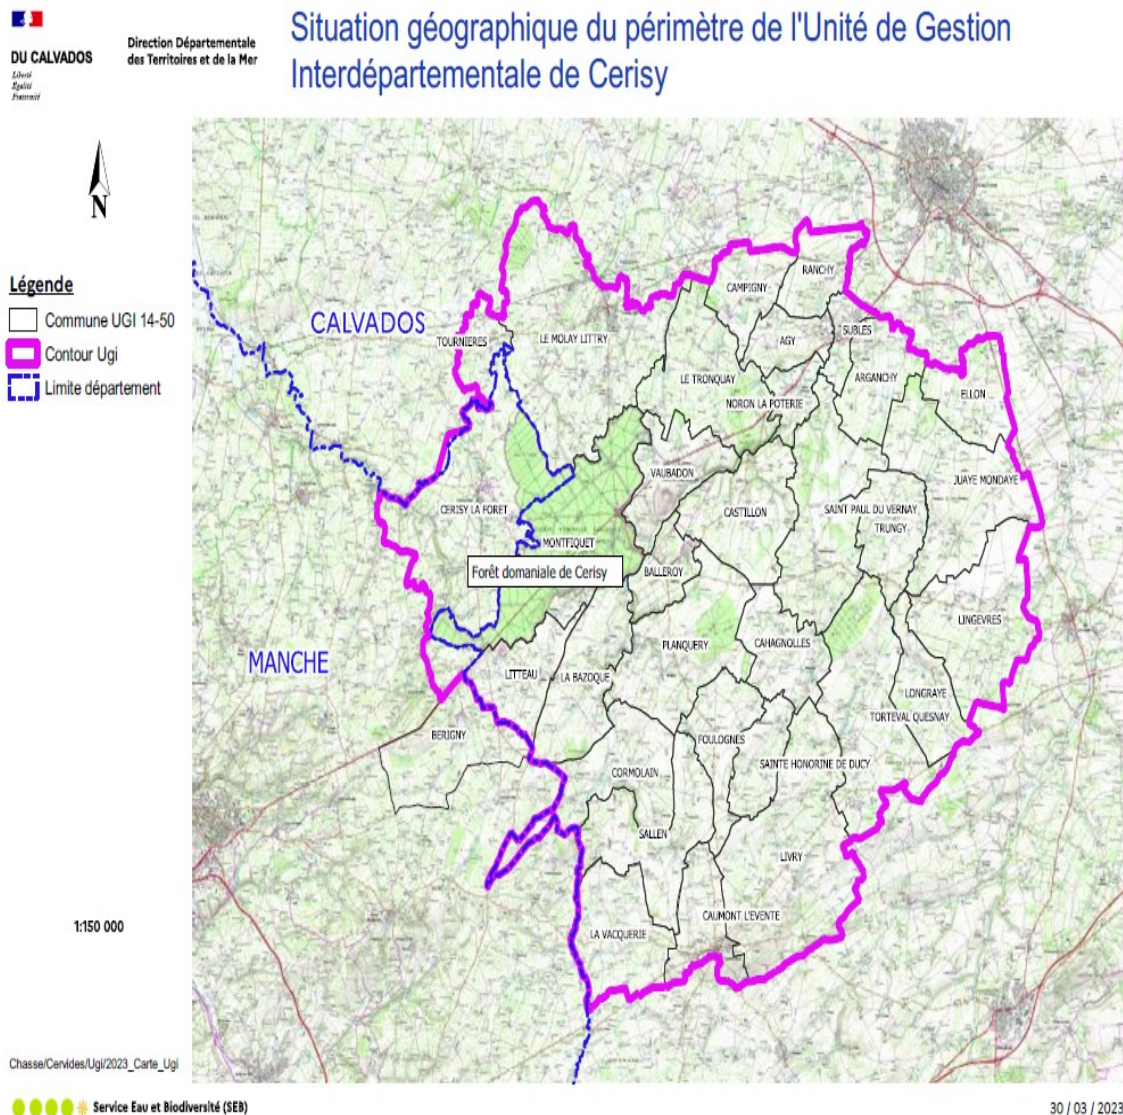 DU CALVADOS
Liberté
Égalité
Fraternité
Direction Départementale
des Territoires et de la Mer
Situation géographique du périmètre de l'Unité de Gestion
Interdépartementale de Cerisy
N
Légende
Commune UGI 14-50
Contour Ugi
Limite département
1:150 000
CALVADOS
MANCHE
TOURNIERES
LE MOLAY LITTRY
CAMPIGNY
RANCHY
AGY
SUBLES
LE TRONQUAY
ARGANCHY
NORON LA POTERIE
ELLON
VAUBADON
JUAYE MONDAYE
CERISY LA FORET
CASTILLON
SAINT PAUL DU VERNAY
TRUNGY
MONTFIQUET
Forêt domaniale de Cerisy
BALLEROY
LINGEVRES
PLANQUERY
CAHAGNOLLES
LITTEAU
LA BAZOQUE
LONGRAYE
TORTEVAL QUESNAY
BERIGNY
FOULOGNES
SAINTE HONORINE DE DUCY
CORMOLAIN
SALLEN
LIVRY
CAUMONT L'EVENTE
LA VACQUERIE
Chasse/Cervides/Ugi/2023_Carte_Ugi
Service Eau et Biodiversité (SEB)
30 / 03 / 2023